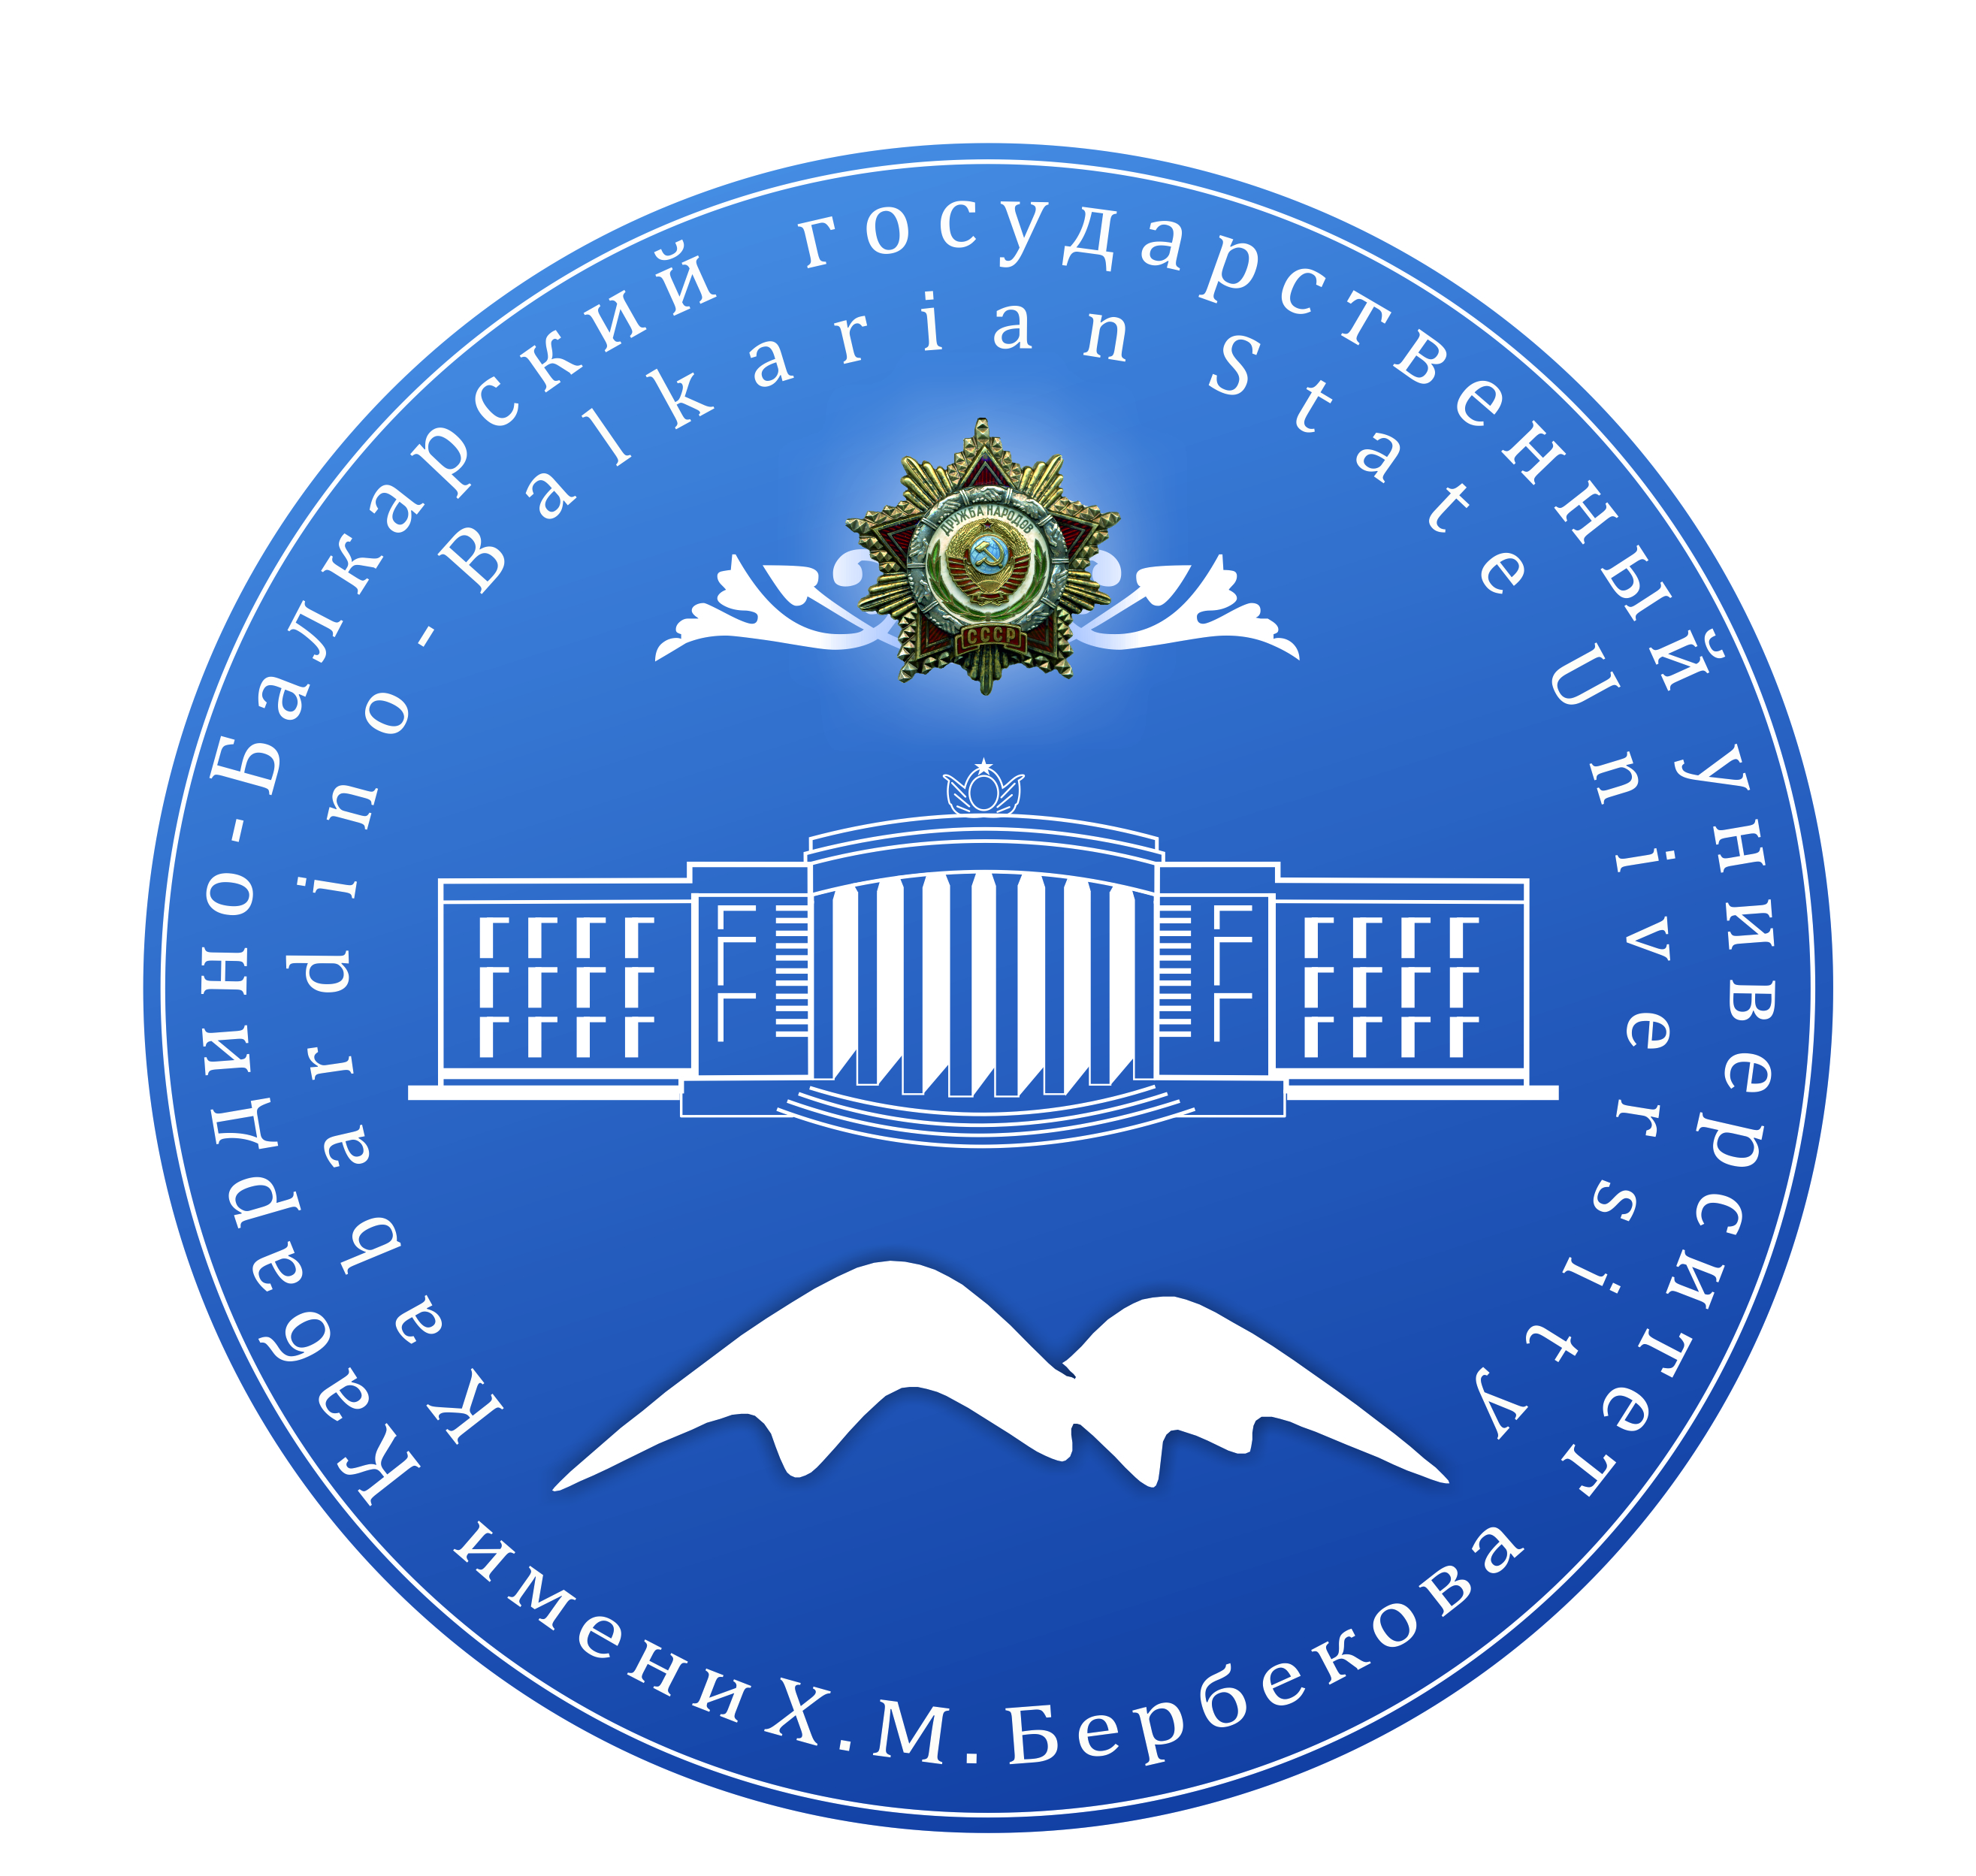 Кабардино-Балкарский государственный университет
Kabardino-Balkarian State University
ДРУЖБА НАРОДОВ
СССР
имени Х.М. Бербекова